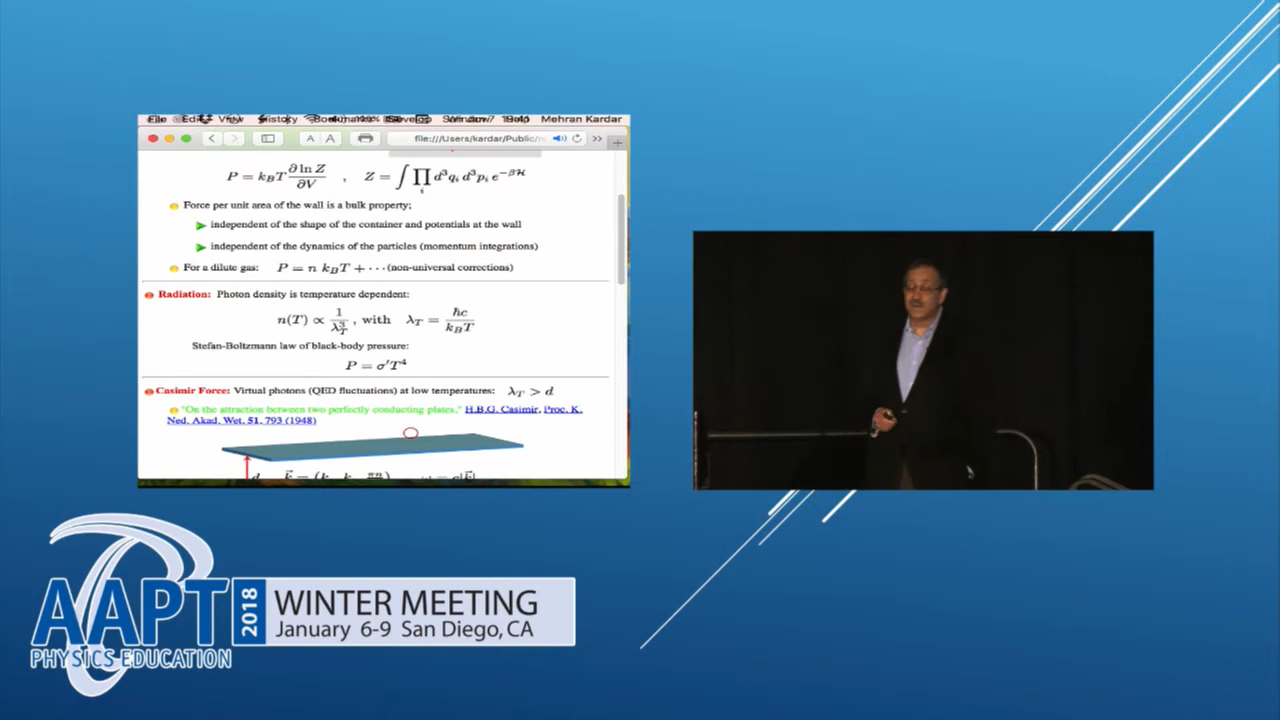 File Edit View History Bookmarks Develop Window Mehran Kardar
A A file:///Users/kardar/Public/ >> +
P = k_B T ∂ ln Z / ∂V , Z = ∫ ∏_i d³q_i d³p_i e^{−βℋ}
Force per unit area of the wall is a bulk property;
independent of the shape of the container and potentials at the wall
independent of the dynamics of the particles (momentum integrations)
For a dilute gas: P = n k_B T + ··· (non-universal corrections)
Radiation: Photon density is temperature dependent:
n(T) ∝ 1/λ_T³ , with λ_T = ℏc / k_B T
Stefan-Boltzmann law of black-body pressure:
P = σ′T⁴
Casimir Force: Virtual photons (QED fluctuations) at low temperatures: λ_T > d
"On the attraction between two perfectly conducting plates," H.B.G. Casimir, Proc. K.
Ned. Akad. Wet. 51, 793 (1948)
d
AAPT
PHYSICS EDUCATION
2018
WINTER MEETING
January 6-9 San Diego, CA